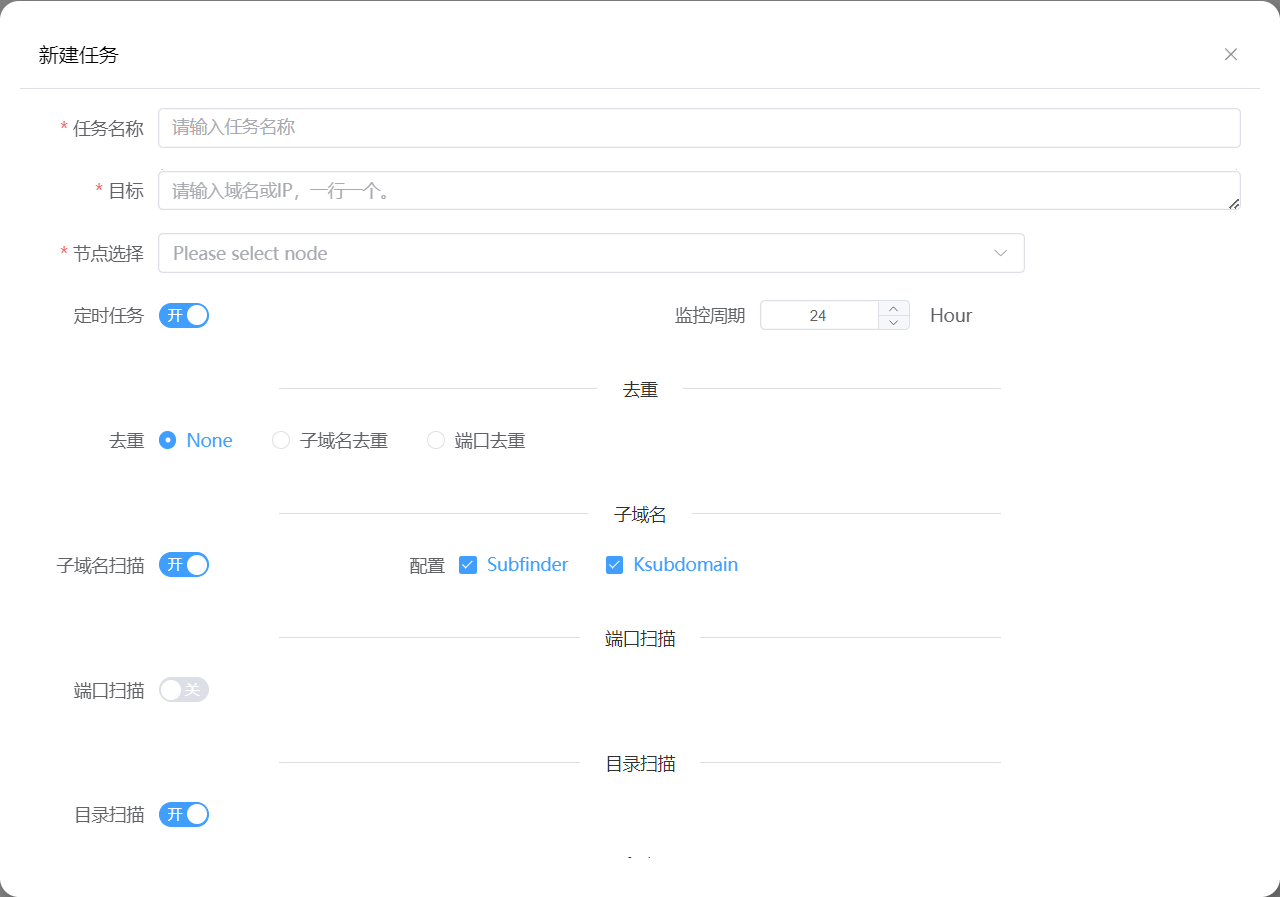 新建任务
* 任务名称 请输入任务名称
* 目标 请输入域名或IP，一行一个。
* 节点选择 Please select node
定时任务 开 监控周期 24 Hour
去重
去重 None 子域名去重 端口去重
子域名
子域名扫描 开 配置 Subfinder Ksubdomain
端口扫描
端口扫描 关
目录扫描
目录扫描 开